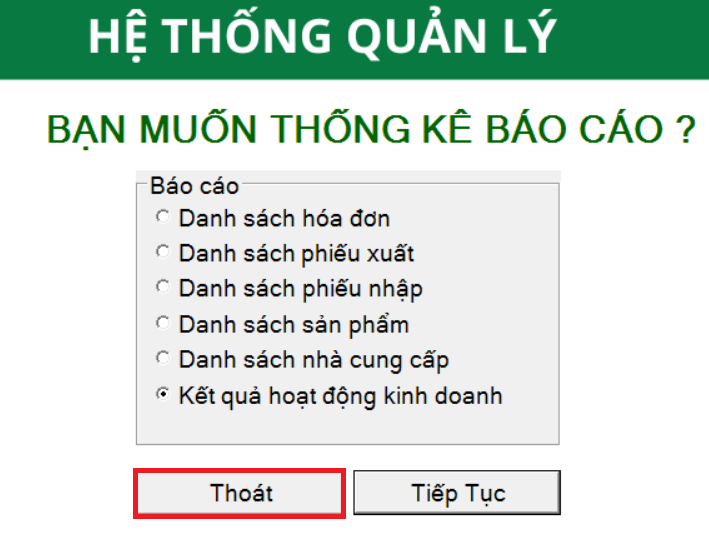 HỆ THỐNG QUẢN LÝ
BẠN MUỐN THỐNG KÊ BÁO CÁO ?
Báo cáo
Danh sách hóa đơn
Danh sách phiếu xuất
Danh sách phiếu nhập
Danh sách sản phẩm
Danh sách nhà cung cấp
Kết quả hoạt động kinh doanh
Thoát
Tiếp Tục